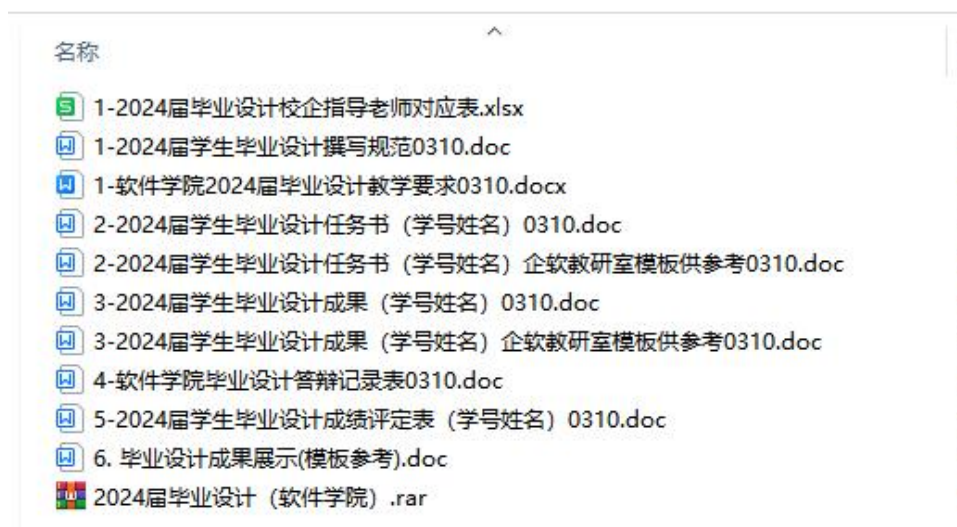 名称
1-2024届毕业设计校企指导老师对应表.xlsx
1-2024届学生毕业设计撰写规范0310.doc
1-软件学院2024届毕业设计教学要求0310.docx
2-2024届学生毕业设计任务书（学号姓名）0310.doc
2-2024届学生毕业设计任务书（学号姓名）企软教研室模板供参考0310.doc
3-2024届学生毕业设计成果（学号姓名）0310.doc
3-2024届学生毕业设计成果（学号姓名）企软教研室模板供参考0310.doc
4-软件学院毕业设计答辩记录表0310.doc
5-2024届学生毕业设计成绩评定表（学号姓名）0310.doc
6. 毕业设计成果展示(模板参考).doc
2024届毕业设计（软件学院）.rar